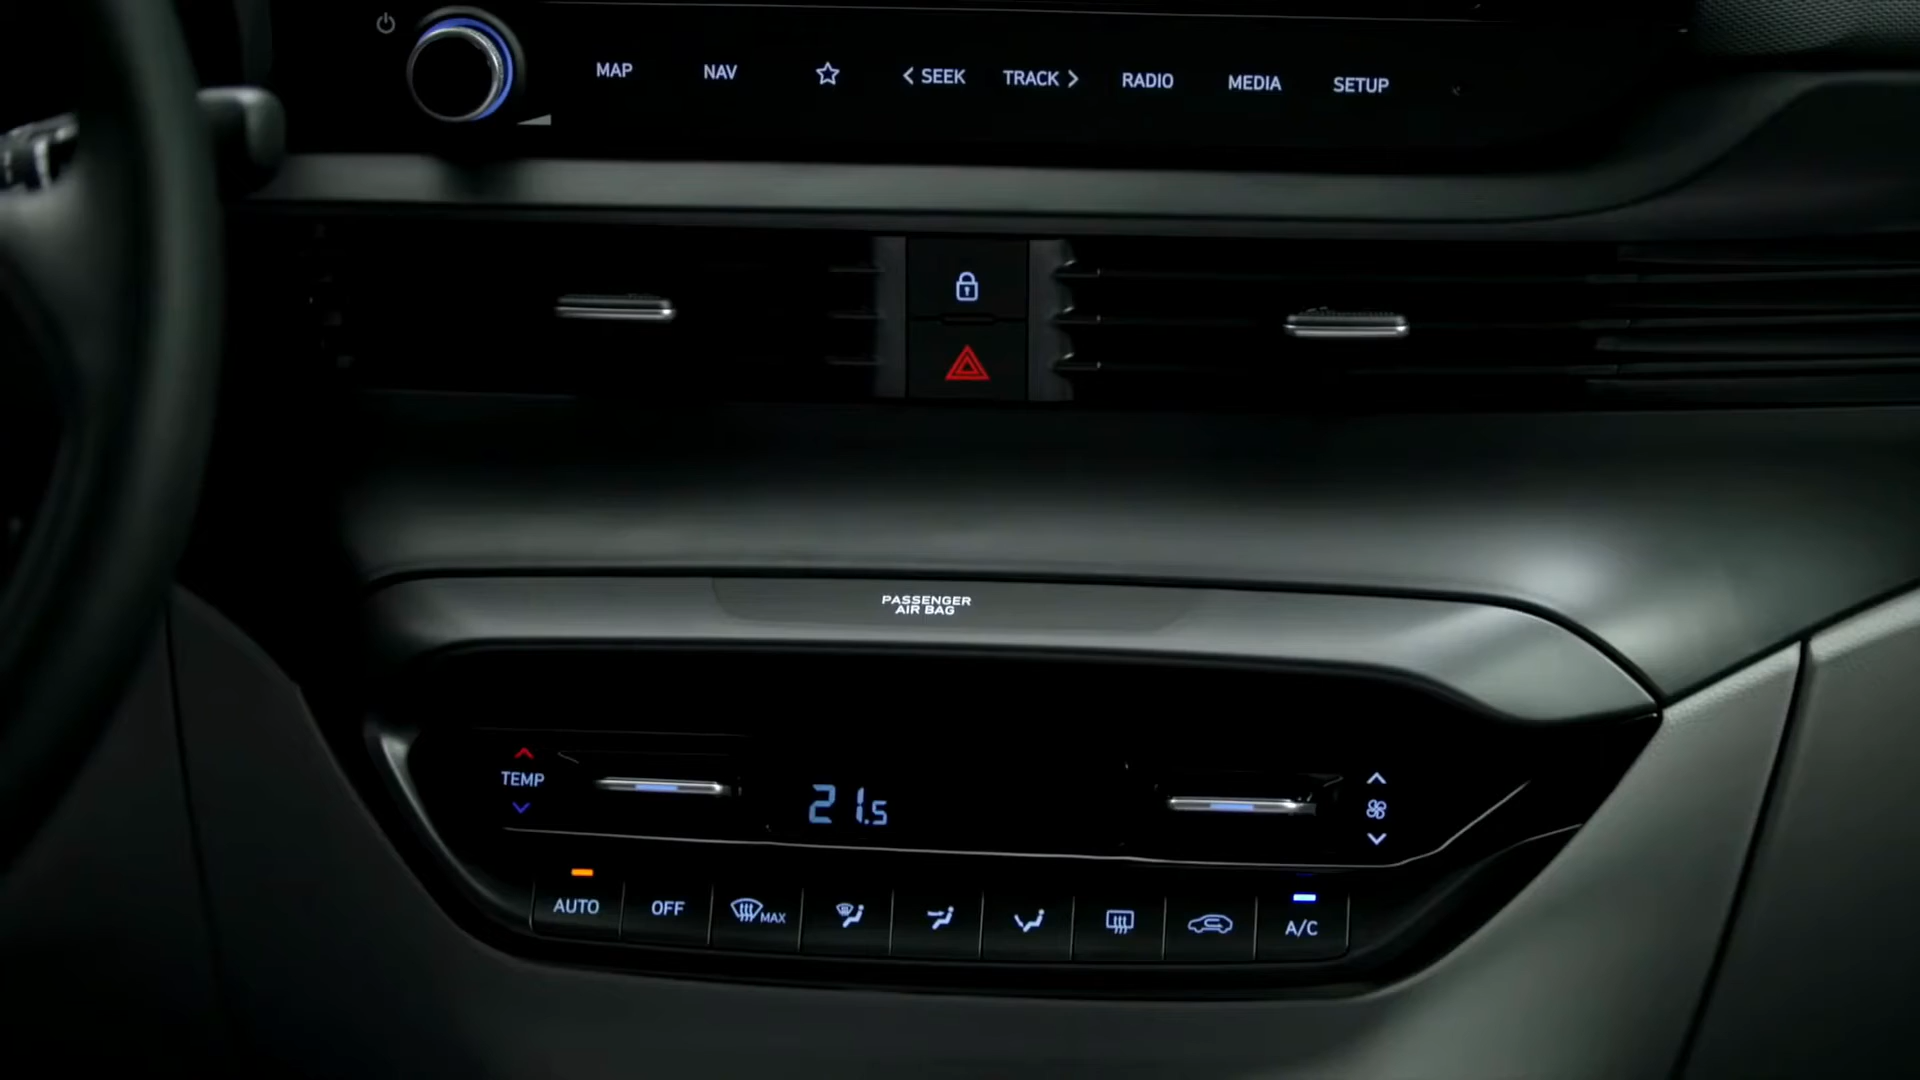 MAP NAV SEEK TRACK RADIO MEDIA SETUP
PASSENGER
AIR BAG
TEMP
21.5
AUTO OFF MAX A/C